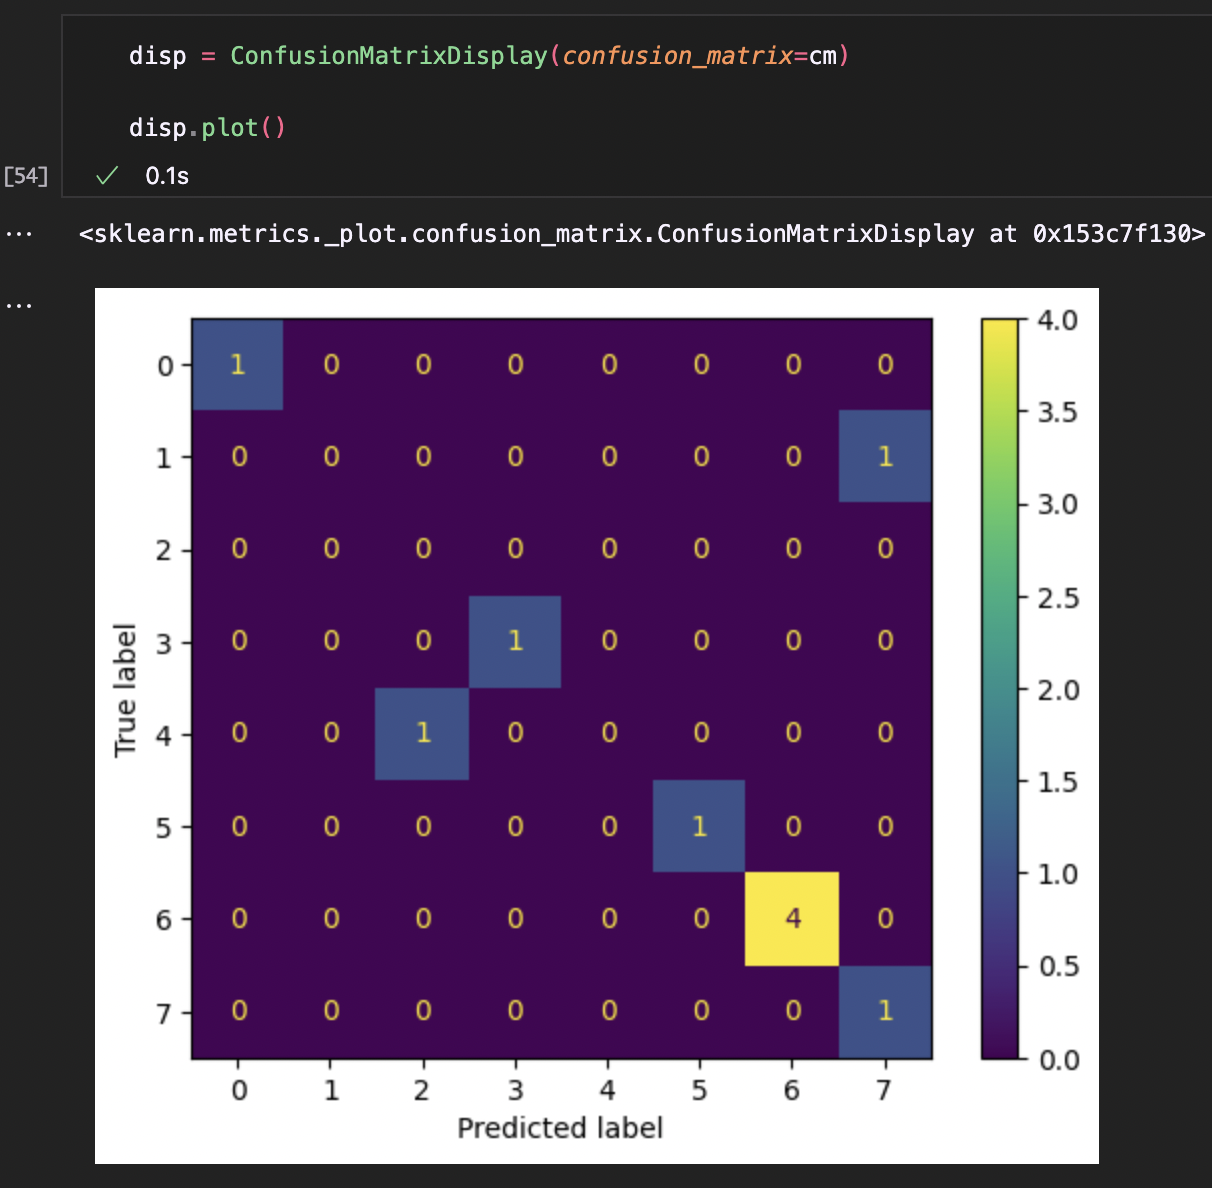 disp = ConfusionMatrixDisplay(confusion_matrix=cm)
disp.plot()
[54]
0.1s
...
<sklearn.metrics._plot.confusion_matrix.ConfusionMatrixDisplay at 0x153c7f130>
...
0 1 0 0 0 0 0 0 0
1 0 0 0 0 0 0 0 1
2 0 0 0 0 0 0 0 0
3 0 0 0 1 0 0 0 0
4 0 0 1 0 0 0 0 0
5 0 0 0 0 0 1 0 0
6 0 0 0 0 0 0 4 0
7 0 0 0 0 0 0 0 1
0 1 2 3 4 5 6 7
True label
Predicted label
4.0
3.5
3.0
2.5
2.0
1.5
1.0
0.5
0.0